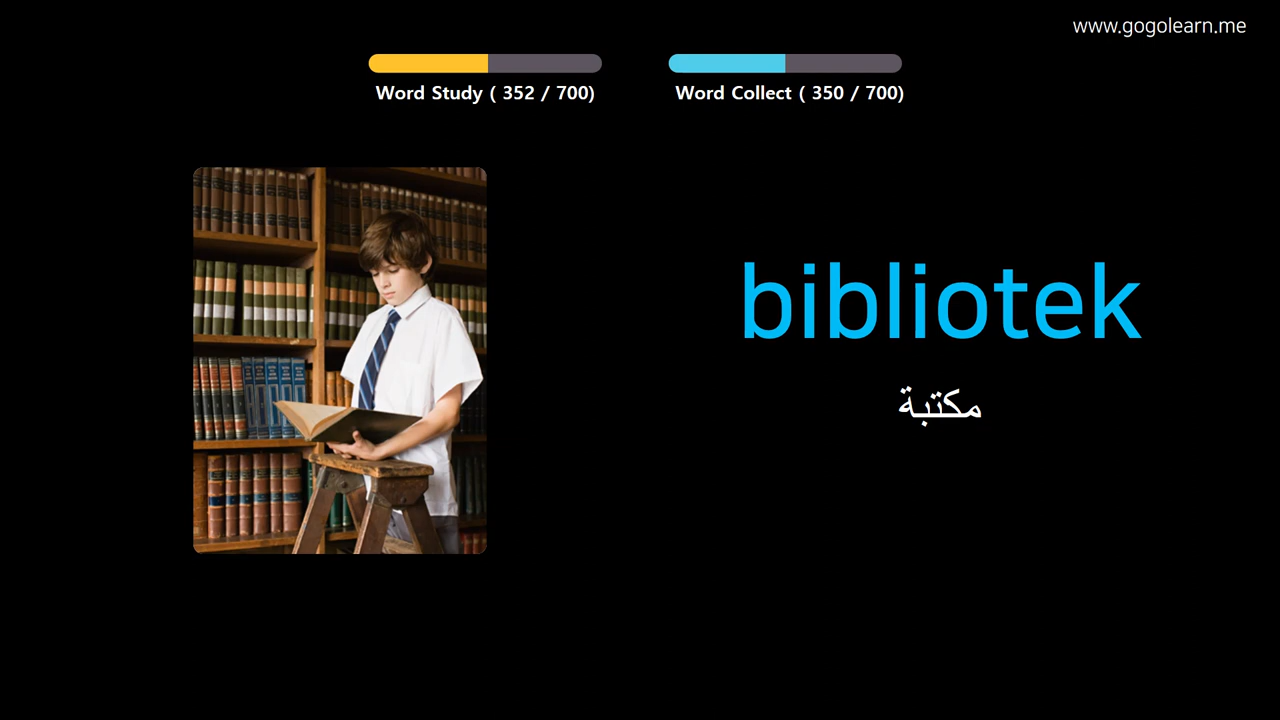 www.gogolearn.me
Word Study ( 352 / 700)
Word Collect ( 350 / 700)
bibliotek
مكتبة